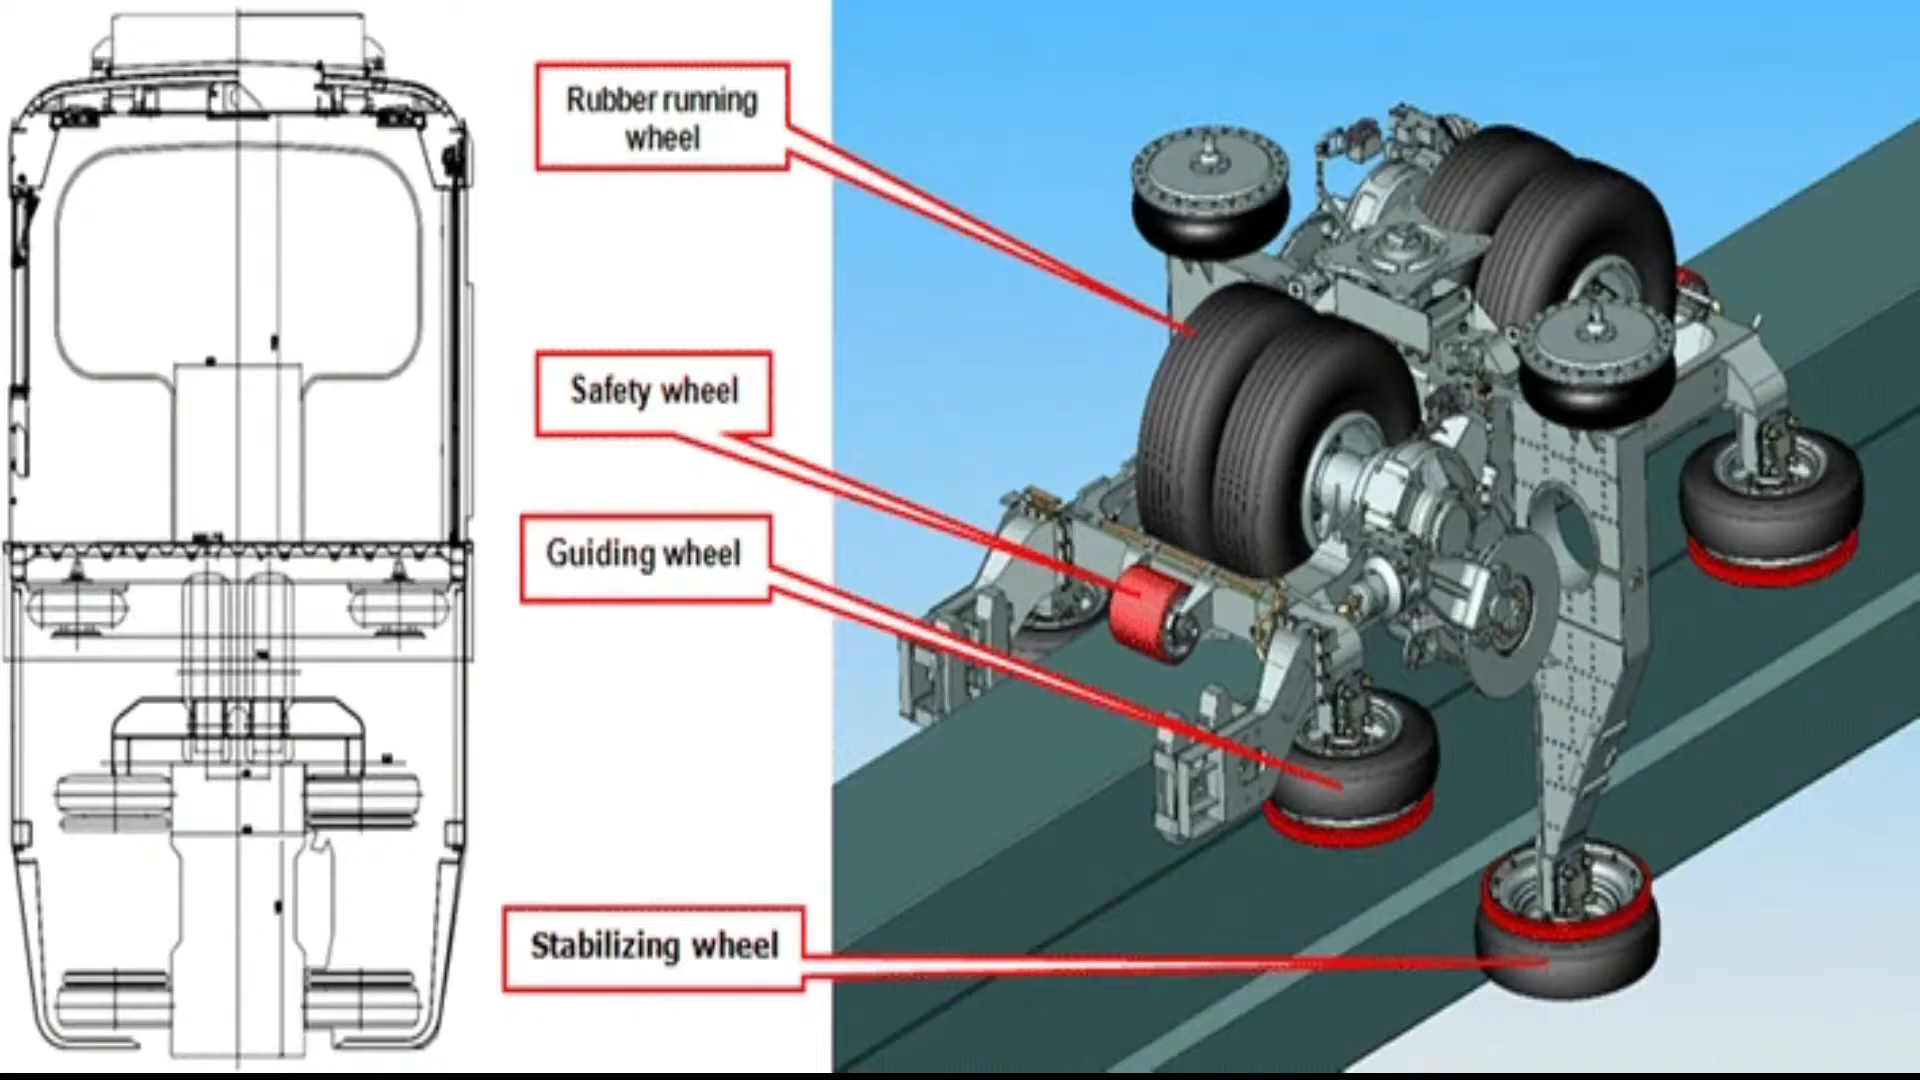 Rubber running
wheel
Safety wheel
Guiding wheel
Stabilizing wheel